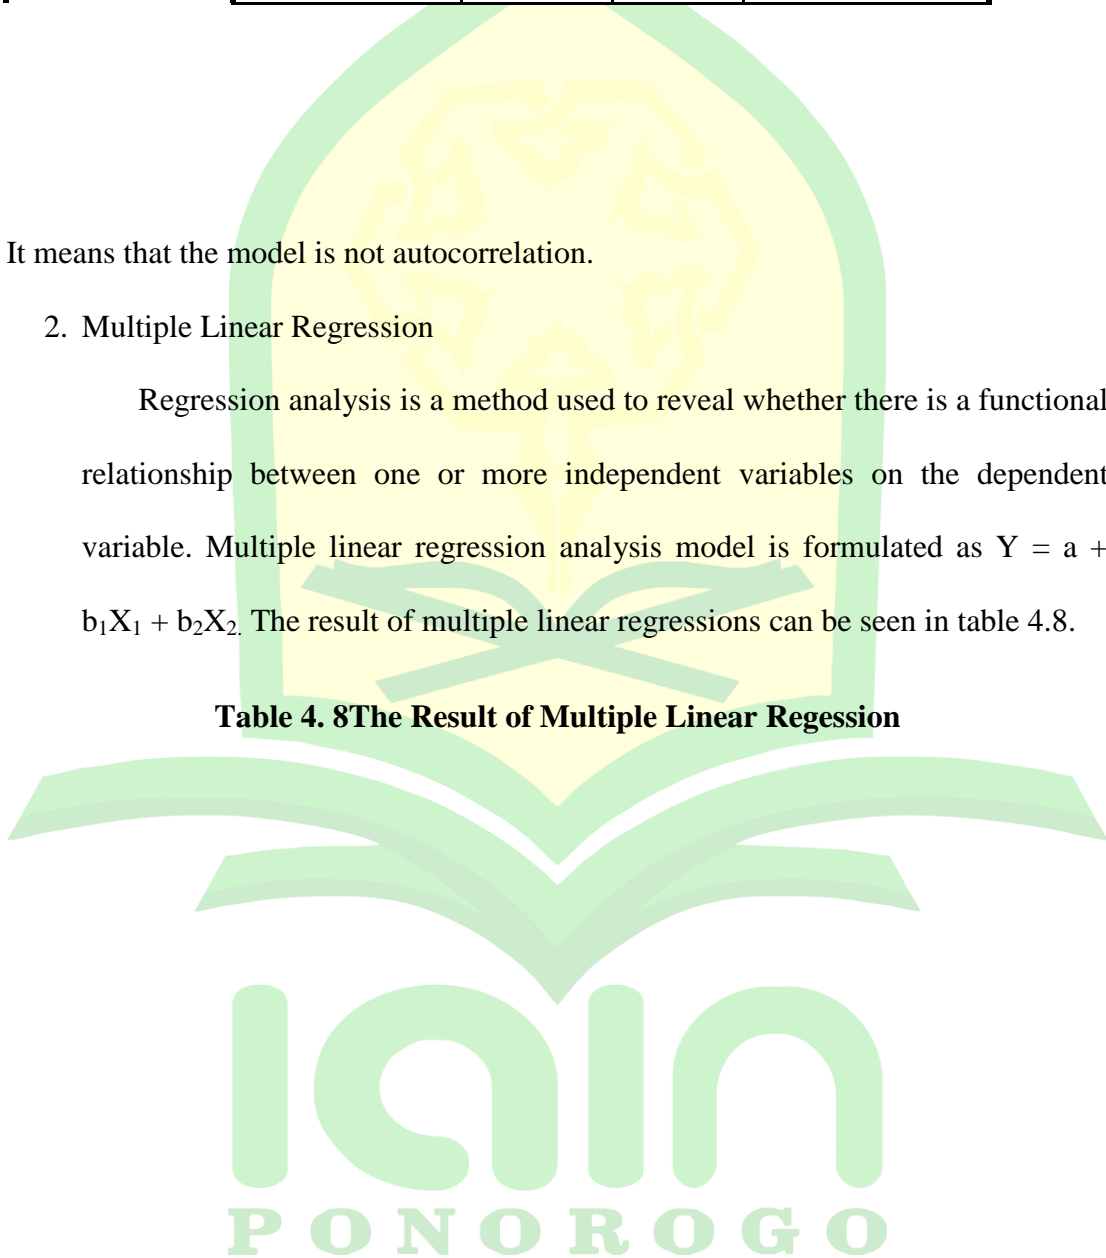 It means that the model is not autocorrelation.
2. Multiple Linear Regression
Regression analysis is a method used to reveal whether there is a functional
relationship between one or more independent variables on the dependent
variable. Multiple linear regression analysis model is formulated as Y = a +
b₁X₁ + b₂X₂. The result of multiple linear regressions can be seen in table 4.8.
Table 4. 8The Result of Multiple Linear Regession
iain
PONOROGO